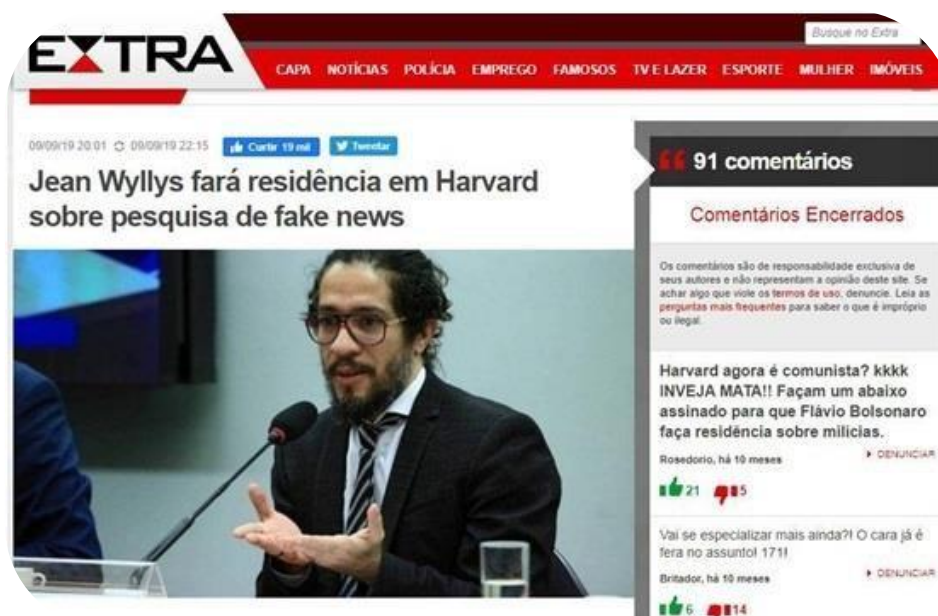 EXTRA
Busque no Extra
CAPA NOTÍCIAS POLÍCIA EMPREGO FAMOSOS TV E LAZER ESPORTE MULHER IMÓVEIS
09/09/19 20:01 09/09/19 22:15 Curtir 19 mil Tweetar
Jean Wyllys fará residência em Harvard
sobre pesquisa de fake news
91 comentários
Comentários Encerrados
Os comentários são de responsabilidade exclusiva de
seus autores e não representam a opinião deste site. Se
achar algo que viole os termos de uso, denuncie. Leia as
perguntas mais frequentes para saber o que é impróprio
ou ilegal.
Harvard agora é comunista? kkkk
INVEJA MATA!! Façam um abaixo
assinado para que Flávio Bolsonaro
faça residência sobre milicias.
Rosedorio, há 10 meses DENUNCIAR
21 5
Vai se especializar mais ainda?! O cara já é
fera no assunto! 171!
Britador, há 10 meses DENUNCIAR
6 14